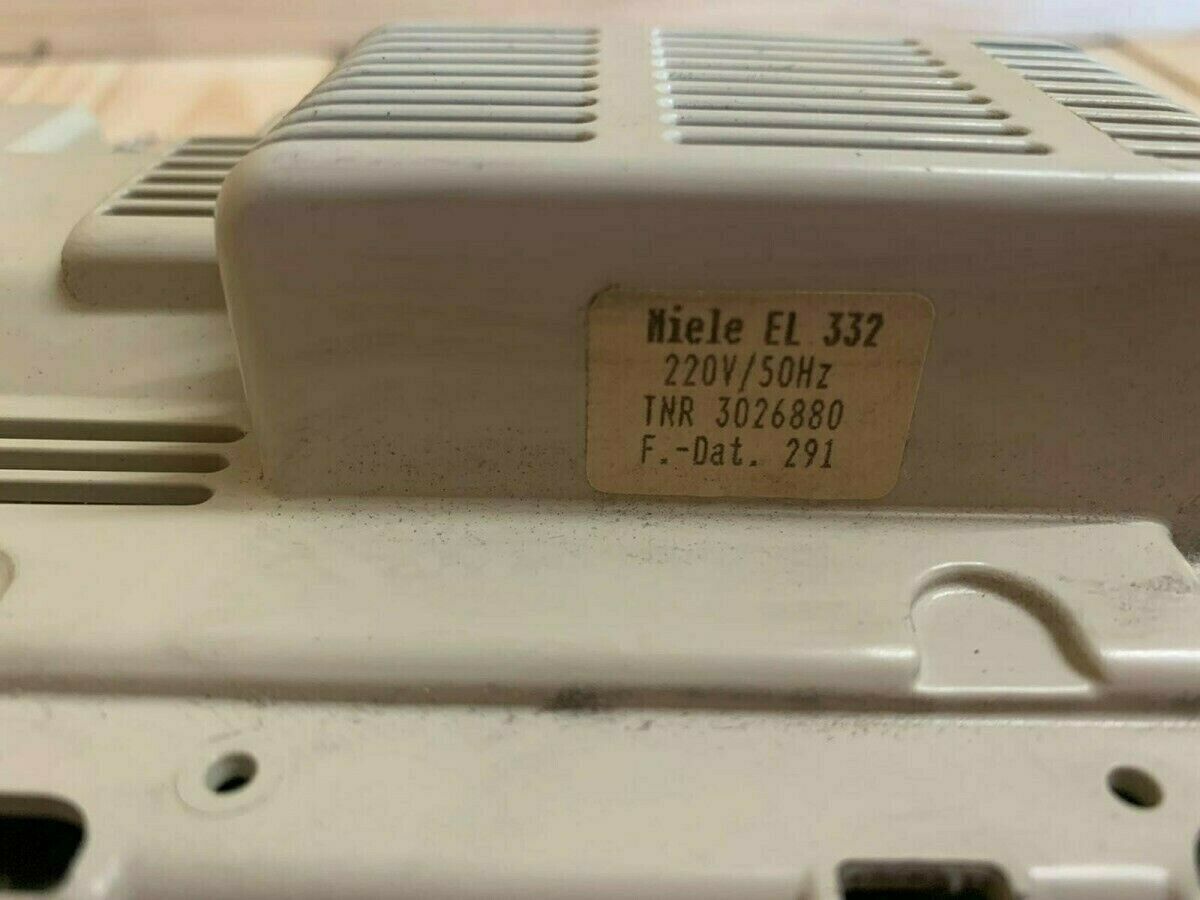 Miele EL 332
220V/50Hz
TNR 3026880
F.-Dat. 291